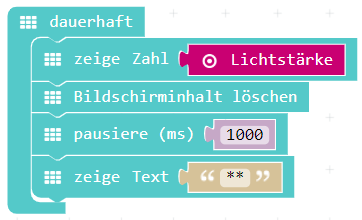 dauerhaft
zeige Zahl Lichtstärke
Bildschirminhalt löschen
pausiere (ms) 1000
zeige Text “ ** ”